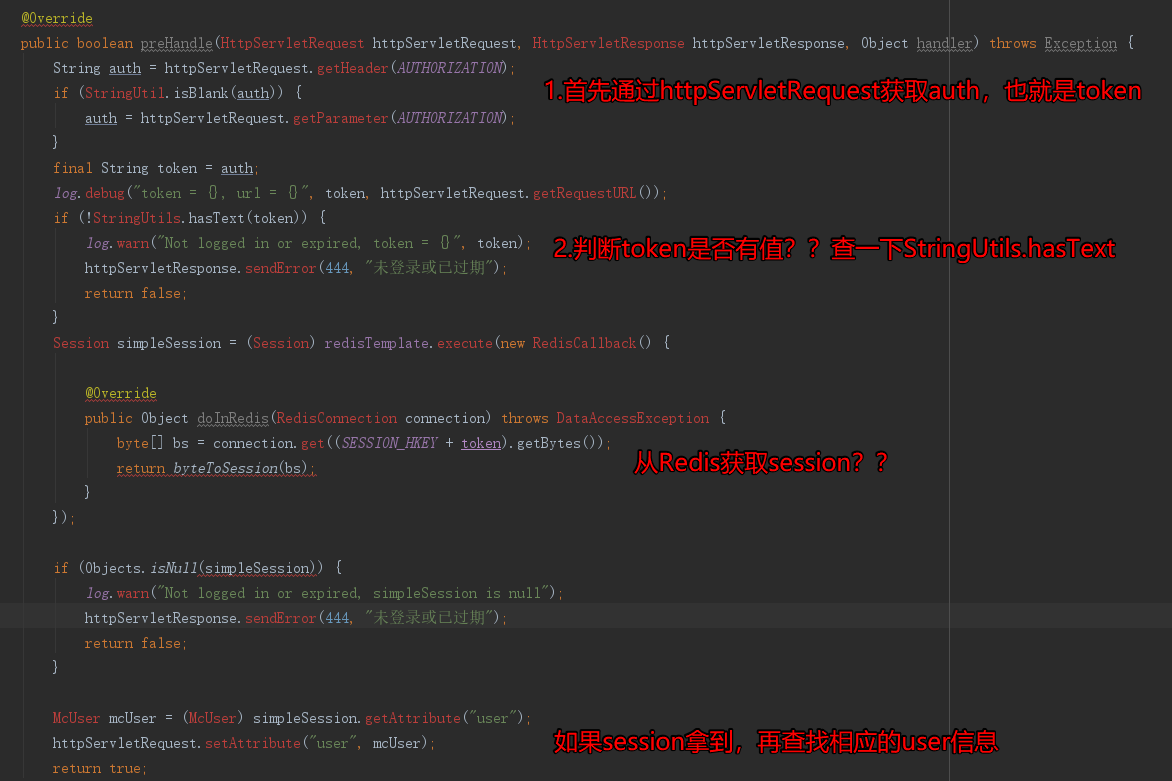 @Override
public boolean preHandle(HttpServletRequest httpServletRequest, HttpServletResponse httpServletResponse, Object handler) throws Exception {
String auth = httpServletRequest.getHeader(AUTHORIZATION);
if (StringUtil.isBlank(auth)) {
1.首先通过httpServletRequest获取auth，也就是token
auth = httpServletRequest.getParameter(AUTHORIZATION);
}
final String token = auth;
log.debug("token = {}, url = {}", token, httpServletRequest.getRequestURL());
if (!StringUtils.hasText(token)) {
log.warn("Not logged in or expired, token = {}", token);
2.判断token是否有值？？查一下StringUtils.hasText
httpServletResponse.sendError(444, "未登录或已过期");
return false;
}
Session simpleSession = (Session) redisTemplate.execute(new RedisCallback() {
@Override
public Object doInRedis(RedisConnection connection) throws DataAccessException {
byte[] bs = connection.get((SESSION_HKEY + token).getBytes());
return byteToSession(bs);
从Redis获取session？？
}
});
if (Objects.isNull(simpleSession)) {
log.warn("Not logged in or expired, simpleSession is null");
httpServletResponse.sendError(444, "未登录或已过期");
return false;
}
McUser mcUser = (McUser) simpleSession.getAttribute("user");
httpServletRequest.setAttribute("user", mcUser);
如果session拿到，再查找相应的user信息
return true;